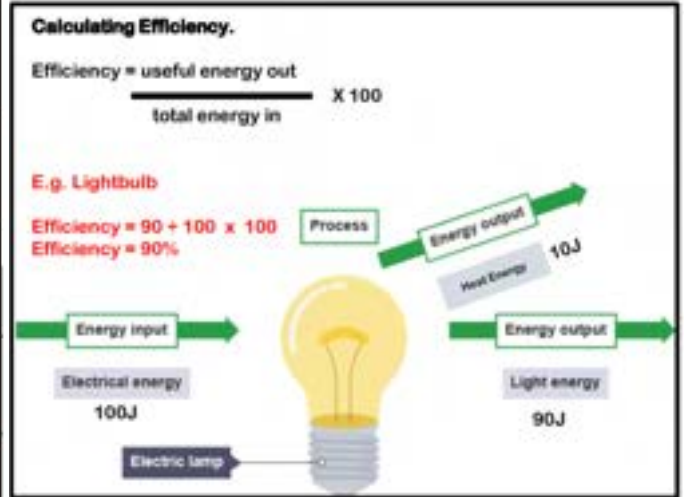 Calculating Efficiency.
Efficiency = useful energy out
X 100
total energy in
E.g. Lightbulb
Efficiency = 90 ÷ 100 x 100
Efficiency = 90%
Process
Energy output
Heat Energy
10J
Energy input
Energy output
Electrical energy
Light energy
100J
90J
Electric lamp